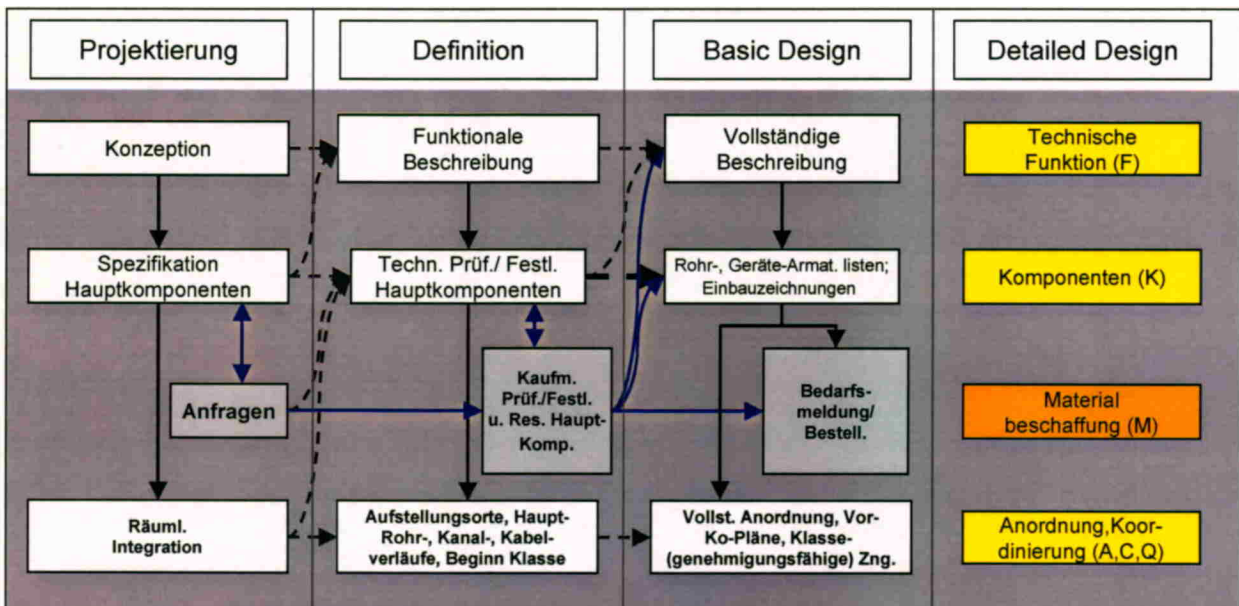 Projektierung
Definition
Basic Design
Detailed Design
Konzeption
Funktionale
Beschreibung
Vollständige
Beschreibung
Technische
Funktion (F)
Spezifikation
Hauptkomponenten
Techn. Prüf./ Festl.
Hauptkomponenten
Rohr-, Geräte-Armat. listen;
Einbauzeichnungen
Komponenten (K)
Anfragen
Kaufm.
Prüf./Festl.
u. Res. Haupt-
Komp.
Bedarfs-
meldung/
Bestell.
Material
beschaffung (M)
Räuml.
Integration
Aufstellungsorte, Haupt-
Rohr-, Kanal-, Kabel-
verläufe, Beginn Klasse
Vollst. Anordnung, Vor-
Ko-Pläne, Klasse-
(genehmigungsfähige) Zng.
Anordnung,Koor-
dinierung (A,C,Q)